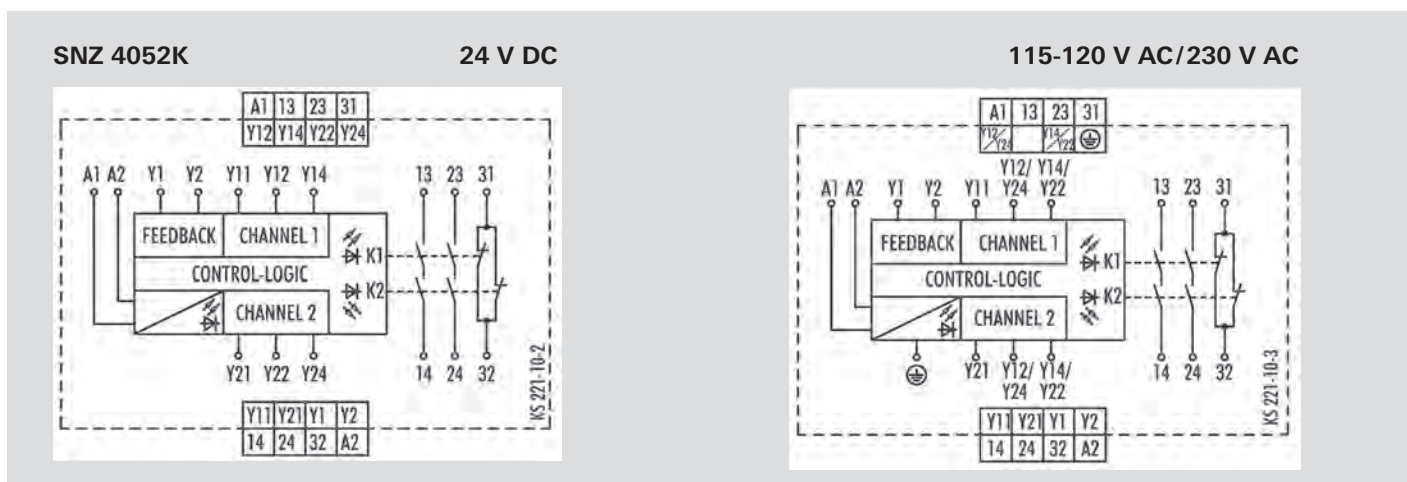 SNZ 4052K 24 V DC 115-120 V AC/230 V AC
A1 13 23 31
Y12 Y14 Y22 Y24
A1 A2 Y1 Y2 Y11 Y12 Y14 13 23 31
FEEDBACK CHANNEL 1
K1
CONTROL-LOGIC
K2
CHANNEL 2
Y21 Y22 Y24 14 24 32
KS 221-10-2
Y11 Y21 Y1 Y2
14 24 32 A2
A1 13 23 31
Y12/Y24 Y14/Y22
Y12/ Y14/
A1 A2 Y1 Y2 Y11 Y24 Y22 13 23 31
FEEDBACK CHANNEL 1
K1
CONTROL-LOGIC
K2
CHANNEL 2
Y21 Y12/ Y14/ 14 24 32
Y24 Y22
KS 221-10-3
Y11 Y21 Y1 Y2
14 24 32 A2